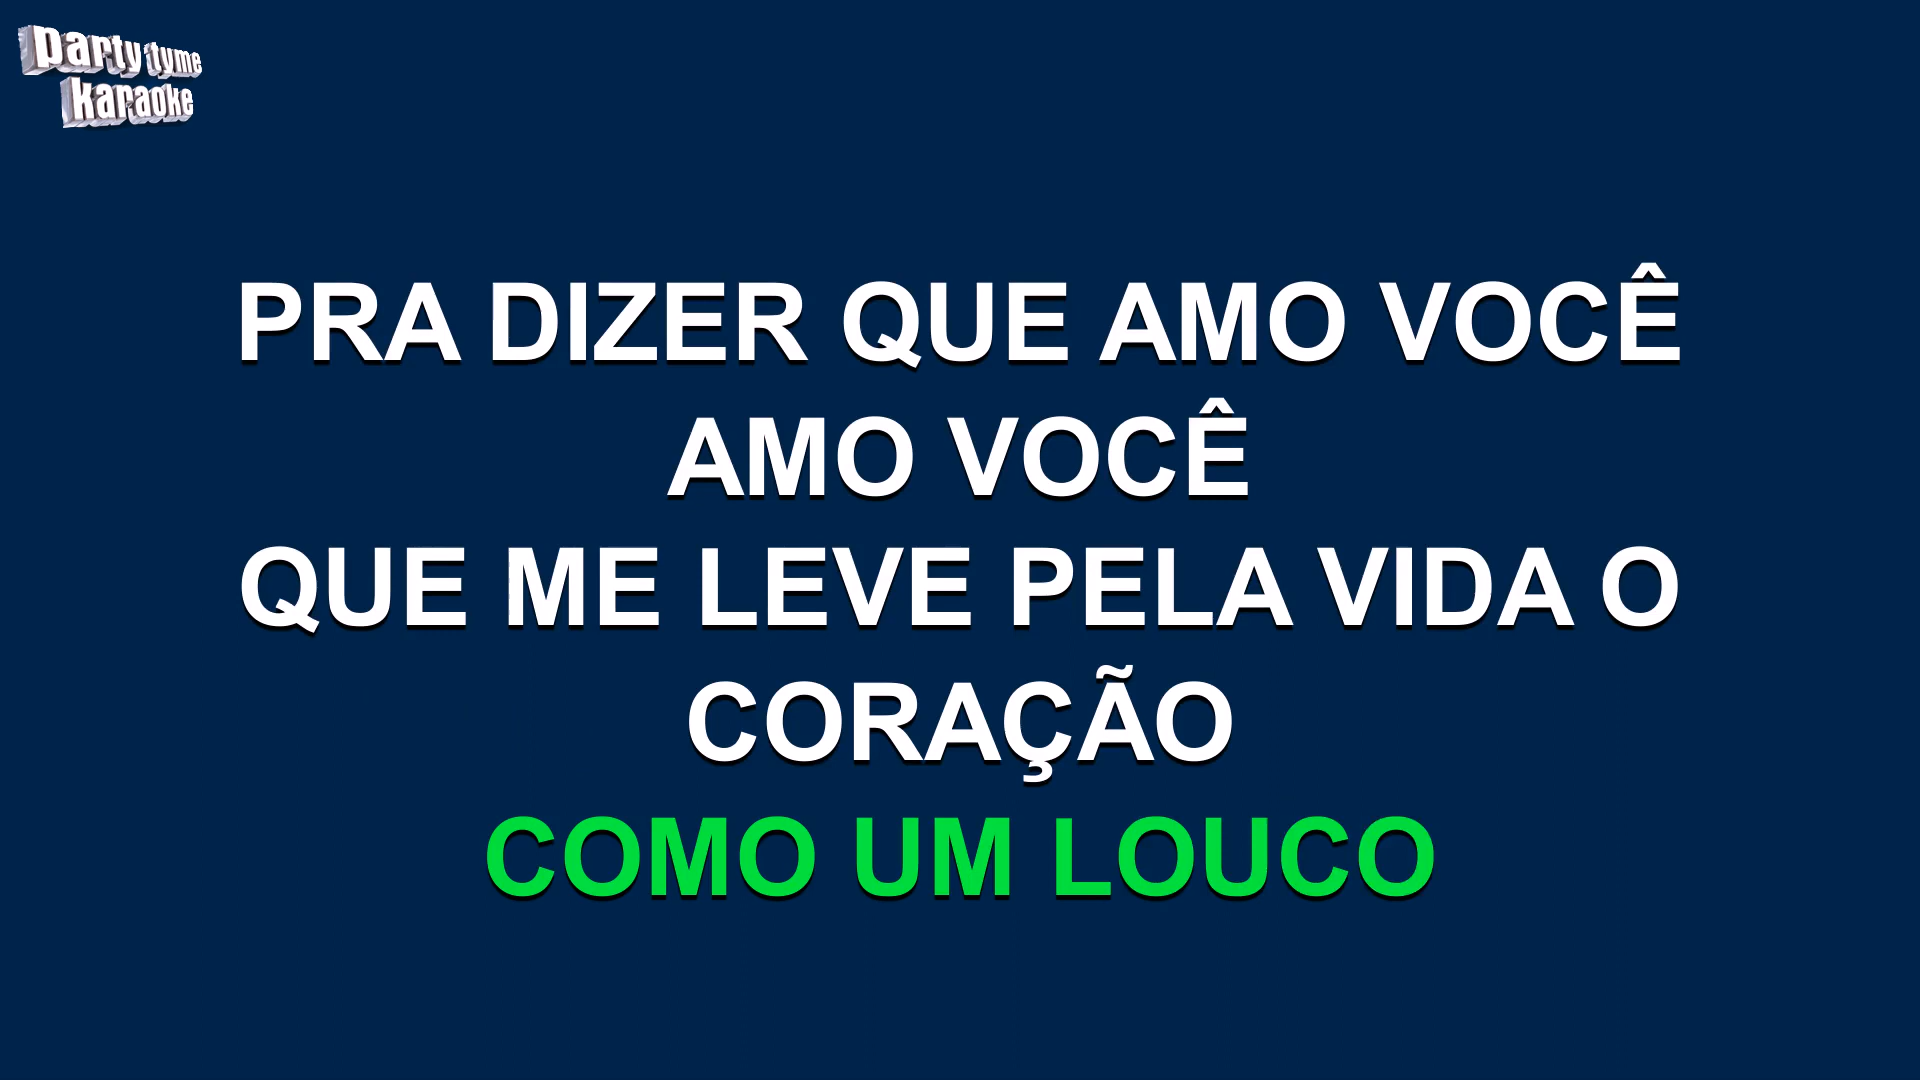 party tyme
karaoke
PRA DIZER QUE AMO VOCÊ
AMO VOCÊ
QUE ME LEVE PELA VIDA O
CORAÇÃO
COMO UM LOUCO